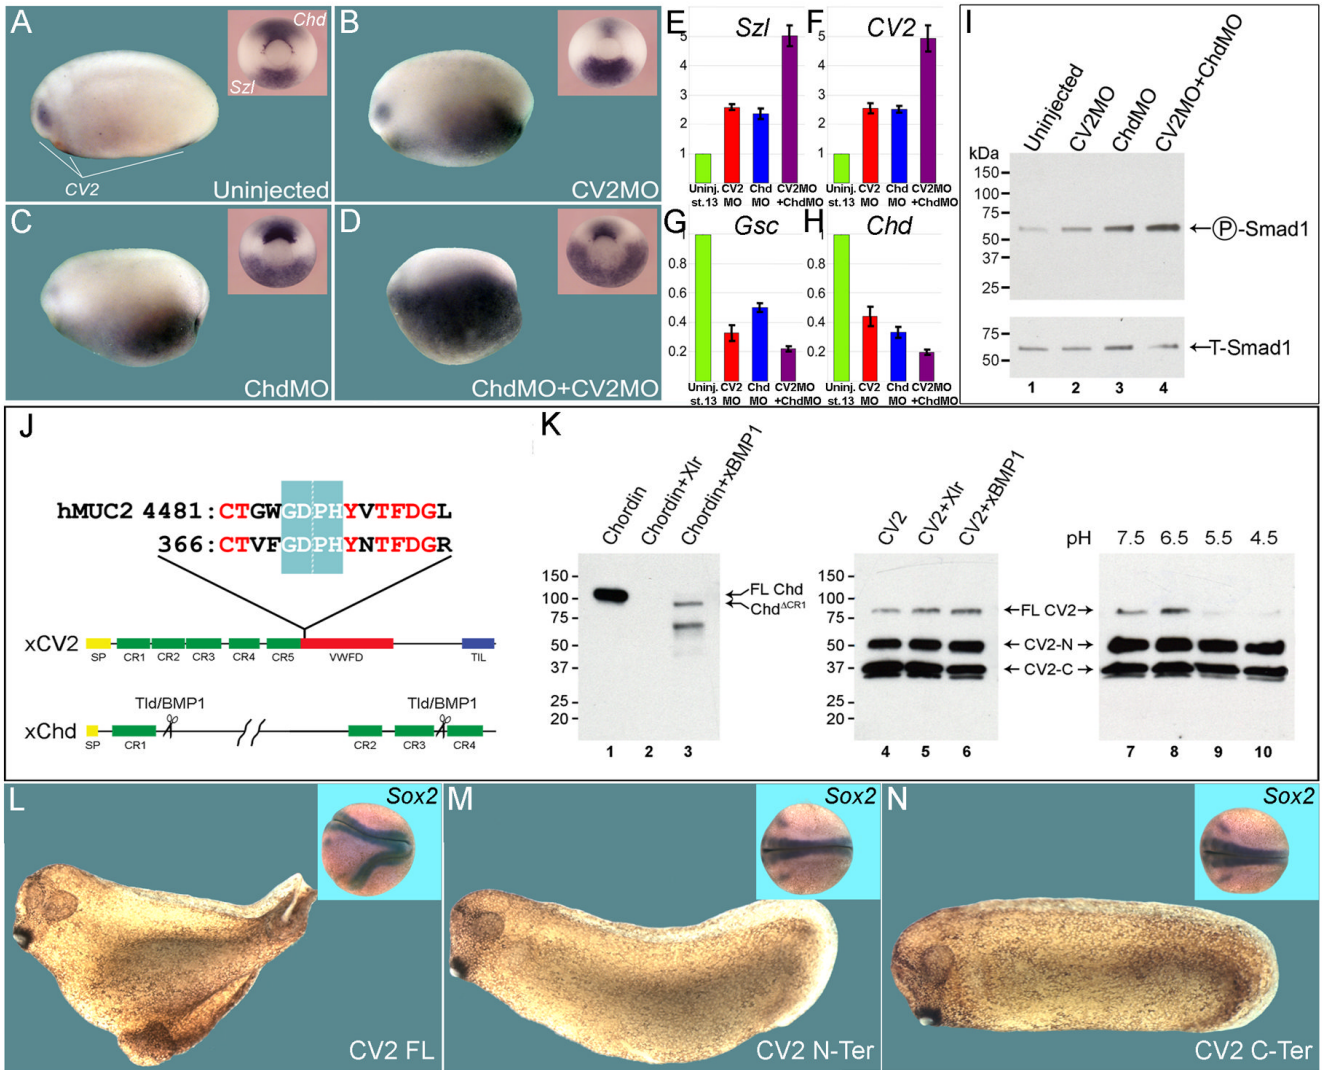 A
Chd
Szl
CV2
Uninjected
B
CV2MO
C
ChdMO
D
ChdMO+CV2MO
E
Szl
5
4
3
2
1
Uninj. CV2 Chd CV2MO
st.13 MO MO +ChdMO
F
CV2
5
4
3
2
1
Uninj. CV2 Chd CV2MO
st.13 MO MO +ChdMO
G
Gsc
0.8
0.6
0.4
0.2
Uninj. CV2 Chd CV2MO
st.13 MO MO +ChdMO
H
Chd
0.8
0.6
0.4
0.2
Uninj. CV2 Chd CV2MO
st.13 MO MO +ChdMO
I
Uninjected
CV2MO
ChdMO
CV2MO+ChdMO
kDa
150
100
75
50
37
25
P-Smad1
75
50
T-Smad1
1 2 3 4
J
hMUC2 4481:CTGWGDPHYVTFDGL
366:CTVFGDPHYNTFDGR
xCV2
SP CR1 CR2 CR3 CR4 CR5 VWFD TIL
Tld/BMP1 Tld/BMP1
xChd
SP CR1 CR2 CR3 CR4
K
Chordin
Chordin+Xlr
Chordin+xBMP1
150
100
75
50
37
25
20
FL Chd
ChdΔCR1
1 2 3
CV2
CV2+Xlr
CV2+xBMP1
150
100
75
50
37
25
20
FL CV2
CV2-N
CV2-C
4 5 6
pH 7.5 6.5 5.5 4.5
7 8 9 10
L
Sox2
CV2 FL
M
Sox2
CV2 N-Ter
N
Sox2
CV2 C-Ter